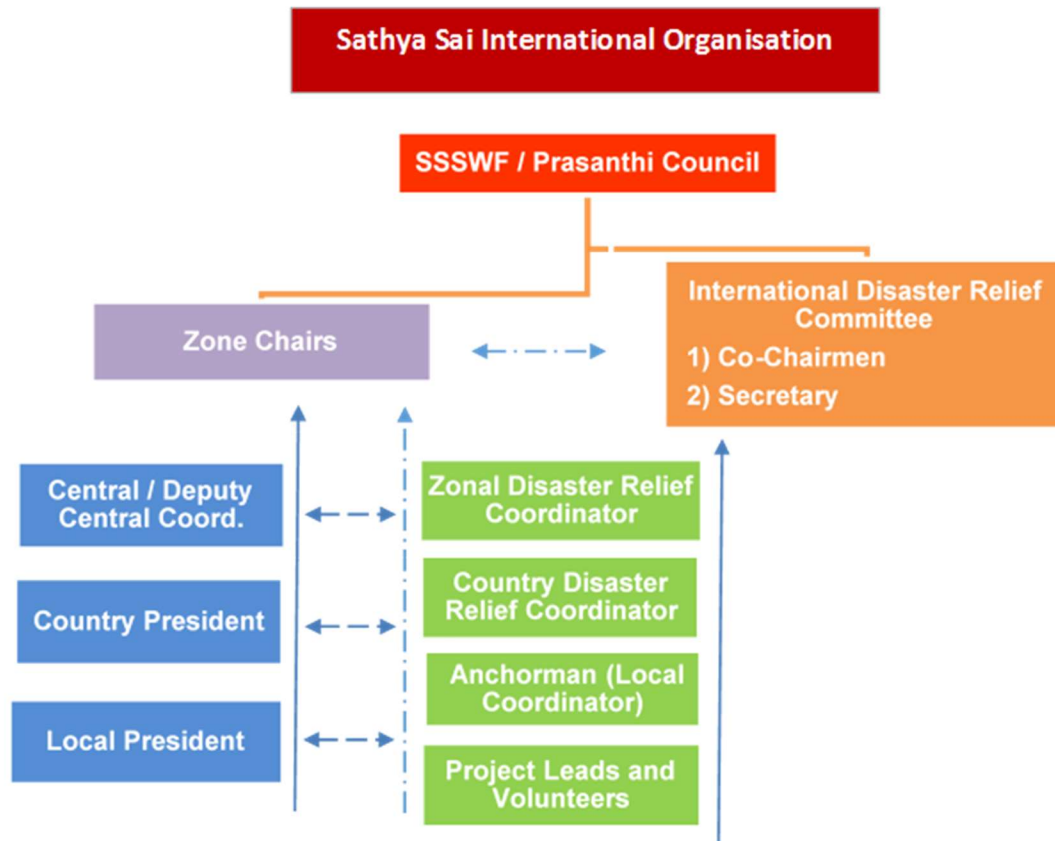 Sathya Sai International Organisation
SSSWF / Prasanthi Council
Zone Chairs
International Disaster Relief
Committee
1) Co-Chairmen
2) Secretary
Central / Deputy
Central Coord.
Zonal Disaster Relief
Coordinator
Country President
Country Disaster
Relief Coordinator
Local President
Anchorman (Local
Coordinator)
Project Leads and
Volunteers